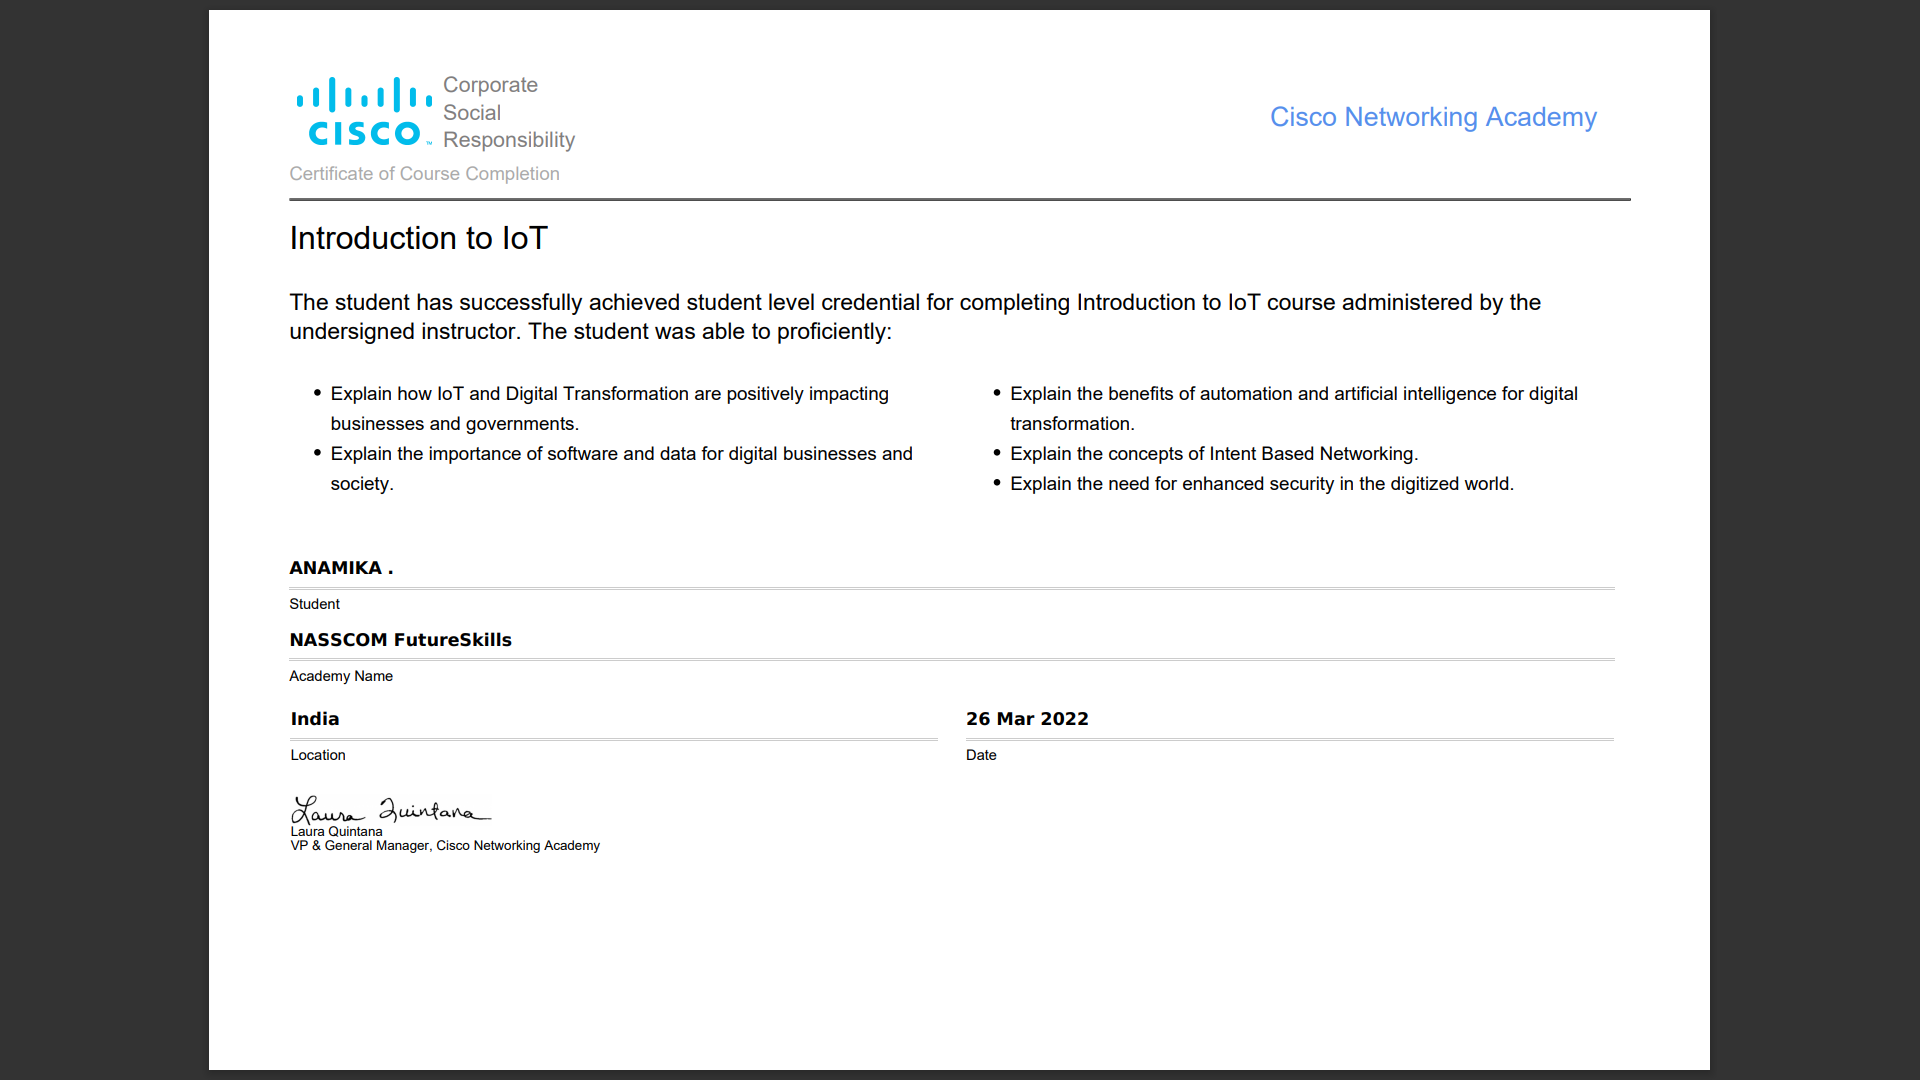 CISCO™
Corporate
Social
Responsibility
Cisco Networking Academy
Certificate of Course Completion
Introduction to IoT
The student has successfully achieved student level credential for completing Introduction to IoT course administered by the
undersigned instructor. The student was able to proficiently:
• Explain how IoT and Digital Transformation are positively impacting
businesses and governments.
• Explain the importance of software and data for digital businesses and
society.
• Explain the benefits of automation and artificial intelligence for digital
transformation.
• Explain the concepts of Intent Based Networking.
• Explain the need for enhanced security in the digitized world.
ANAMIKA .
Student
NASSCOM FutureSkills
Academy Name
India
Location
26 Mar 2022
Date
Laura Quintana
Laura Quintana
VP & General Manager, Cisco Networking Academy